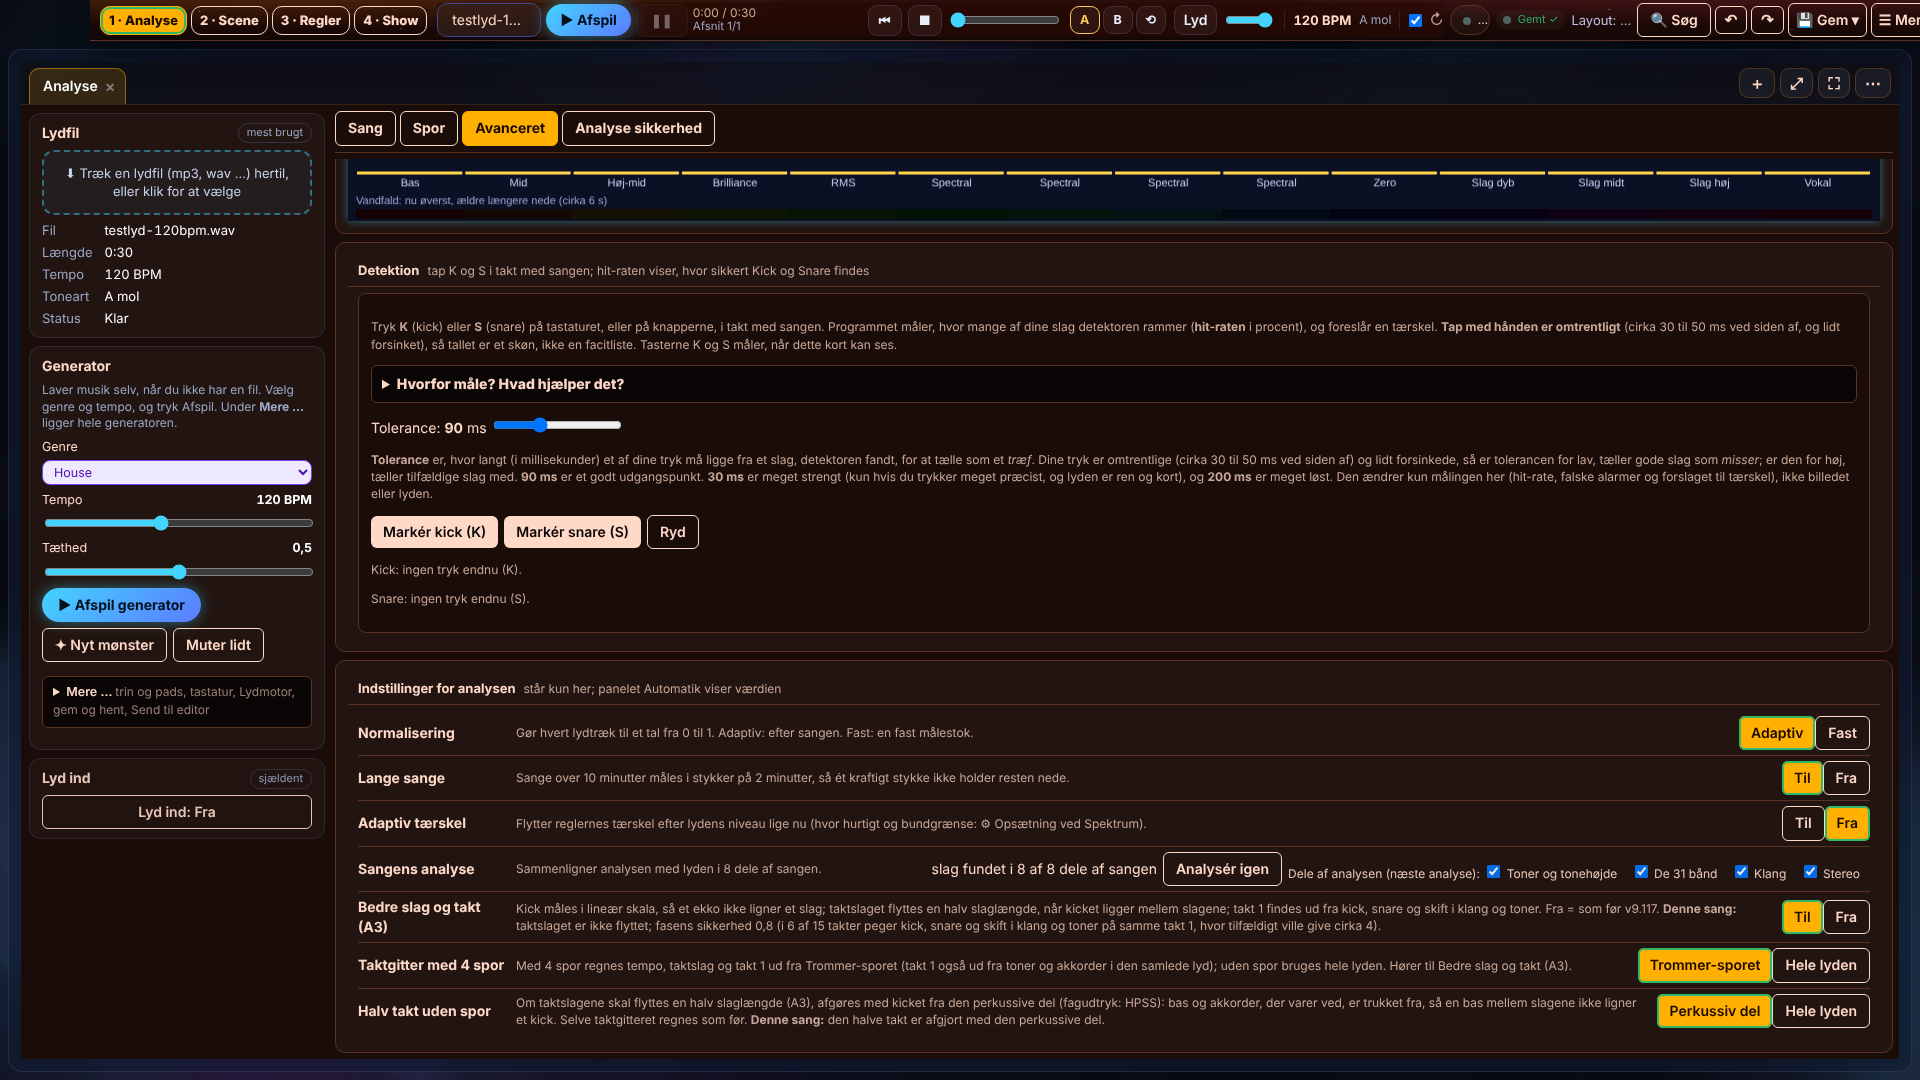 1 · Analyse 2 · Scene 3 · Regler 4 · Show testlyd-1... ▶ Afspil ❚❚ 0:00 / 0:30 Afsnit 1/1 ⏮ ■ A B ⟲ Lyd 120 BPM A mol ↻ ... Gemt ✓ Layout: ... 🔍 Søg ↶ ↷ 💾 Gem ▾ ☰
Analyse ×
+ ⤢ ⛶ ⋯
Lydfil mest brugt
⬇ Træk en lydfil (mp3, wav ...) hertil,
eller klik for at vælge
Fil testlyd-120bpm.wav
Længde 0:30
Tempo 120 BPM
Toneart A mol
Status Klar
Generator
Laver musik selv, når du ikke har en fil. Vælg
genre og tempo, og tryk Afspil. Under Mere ...
ligger hele generatoren.
Genre
House
Tempo 120 BPM
Tæthed 0,5
▶ Afspil generator
✦ Nyt mønster Muter lidt
▶ Mere ... trin og pads, tastatur, Lydmotor,
gem og hent, Send til editor
Lyd ind sjældent
Lyd ind: Fra
Sang Spor Avanceret Analyse sikkerhed
Bas Mid Høj-mid Brilliance RMS Spectral Spectral Spectral Spectral Zero Slag dyb Slag midt Slag høj Vokal
Vandfald: nu øverst, ældre længere nede (cirka 6 s)
Detektion tap K og S i takt med sangen; hit-raten viser, hvor sikkert Kick og Snare findes
Tryk K (kick) eller S (snare) på tastaturet, eller på knapperne, i takt med sangen. Programmet måler, hvor mange af dine slag detektoren rammer (hit-raten i procent), og foreslår en tærskel. Tap med hånden er omtrentligt (cirka 30 til 50 ms ved siden af, og lidt
forsinket), så tallet er et skøn, ikke en facitliste. Tasterne K og S måler, når dette kort kan ses.
▶ Hvorfor måle? Hvad hjælper det?
Tolerance: 90 ms
Tolerance er, hvor langt (i millisekunder) et af dine tryk må ligge fra et slag, detektoren fandt, for at tælle som et træf. Dine tryk er omtrentlige (cirka 30 til 50 ms ved siden af) og lidt forsinkede, så er tolerancen for lav, tæller gode slag som misser; er den for høj,
tæller tilfældige slag med. 90 ms er et godt udgangspunkt. 30 ms er meget strengt (kun hvis du trykker meget præcist, og lyden er ren og kort), og 200 ms er meget løst. Den ændrer kun målingen her (hit-rate, falske alarmer og forslaget til tærskel), ikke billedet
eller lyden.
Markér kick (K) Markér snare (S) Ryd
Kick: ingen tryk endnu (K).
Snare: ingen tryk endnu (S).
Indstillinger for analysen står kun her; panelet Automatik viser værdien
Normalisering Gør hvert lydtræk til et tal fra 0 til 1. Adaptiv: efter sangen. Fast: en fast målestok. Adaptiv Fast
Lange sange Sange over 10 minutter måles i stykker på 2 minutter, så ét kraftigt stykke ikke holder resten nede. Til Fra
Adaptiv tærskel Flytter reglernes tærskel efter lydens niveau lige nu (hvor hurtigt og bundgrænse: ⚙ Opsætning ved Spektrum). Til Fra
Sangens analyse Sammenligner analysen med lyden i 8 dele af sangen. slag fundet i 8 af 8 dele af sangen Analysér igen Dele af analysen (næste analyse): Toner og tonehøjde De 31 bånd Klang Stereo
Bedre slag og takt (A3) Kick måles i lineær skala, så et ekko ikke ligner et slag; taktslaget flyttes en halv slaglængde, når kicket ligger mellem slagene; takt 1 findes ud fra kick, snare og skift i klang og toner. Fra = som før v9.117. Denne sang:
taktslaget er ikke flyttet; fasens sikkerhed 0,8 (i 6 af 15 takter peger kick, snare og skift i klang og toner på samme takt 1, hvor tilfældigt ville give cirka 4). Til Fra
Taktgitter med 4 spor Med 4 spor regnes tempo, taktslag og takt 1 ud fra Trommer-sporet (takt 1 også ud fra toner og akkorder i den samlede lyd); uden spor bruges hele lyden. Hører til Bedre slag og takt (A3). Trommer-sporet Hele lyden
Halv takt uden spor Om taktslagene skal flyttes en halv slaglængde (A3), afgøres med kicket fra den perkussive del (fagudtryk: HPSS): bas og akkorder, der varer ved, er trukket fra, så en bas mellem slagene ikke ligner
et kick. Selve taktgitteret regnes som før. Denne sang: den halve takt er afgjort med den perkussive del. Perkussiv del Hele lyden